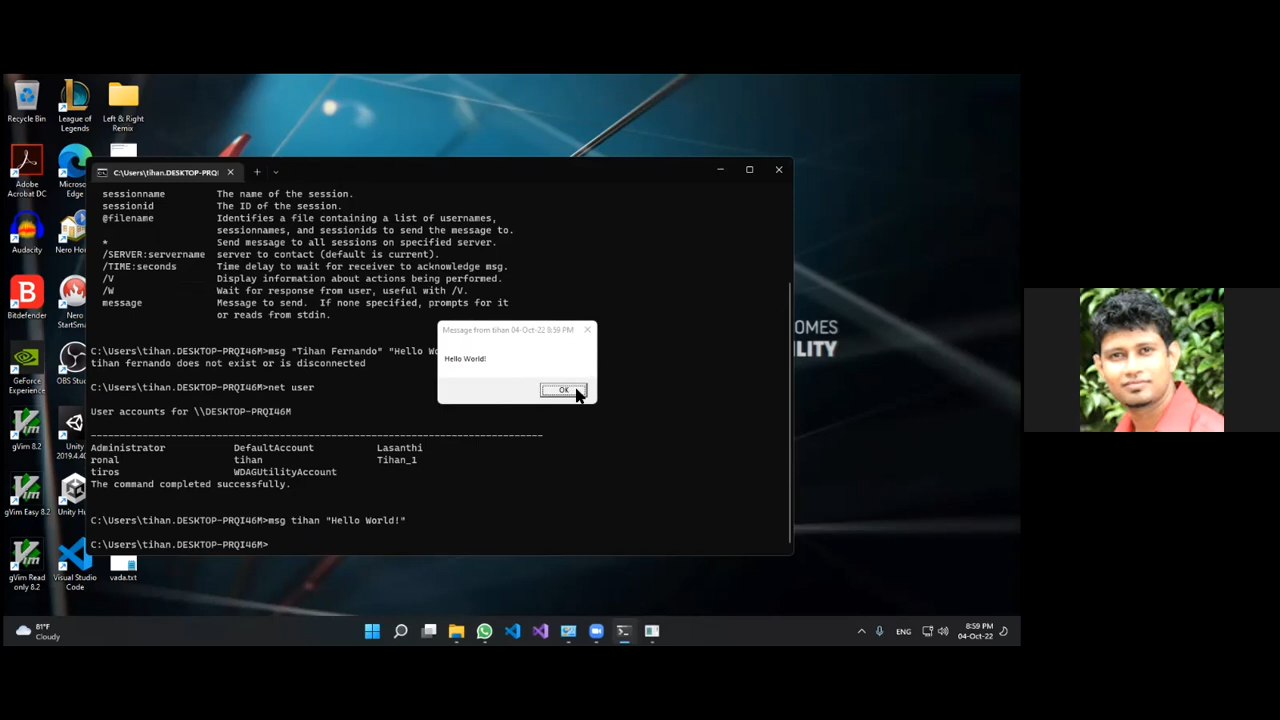 Recycle Bin
League of
Legends
Left & Right
Remix
Adobe
Acrobat DC
Edge
Audacity
Bitdefender
Nero
GeForce
Experience
gVim 8.2
Unity
gVim Easy 8.2
gVim Read
only 8.2
Visual Studio
Code
vada.txt
C:\Users\tihan.DESKTOP-PRQI
sessionname The name of the session.
sessionid The ID of the session.
@filename Identifies a file containing a list of usernames,
sessionnames, and sessionids to send the message to.
* Send message to all sessions on specified server.
/SERVER:servername server to contact (default is current).
/TIME:seconds Time delay to wait for receiver to acknowledge msg.
/V Display information about actions being performed.
/W Wait for response from user, useful with /V.
message Message to send. If none specified, prompts for it
or reads from stdin.
C:\Users\tihan.DESKTOP-PRQI46M>msg "Tihan Fernando" "Hello
tihan fernando does not exist or is disconnected
C:\Users\tihan.DESKTOP-PRQI46M>net user
User accounts for \\DESKTOP-PRQI46M
-------------------------------------------------------------------------------
Administrator DefaultAccount Lasanthi
ronal tihan Tihan_1
tiros WDAGUtilityAccount
The command completed successfully.
C:\Users\tihan.DESKTOP-PRQI46M>msg tihan "Hello World!"
C:\Users\tihan.DESKTOP-PRQI46M>
Message from tihan 04-Oct-22 8:59 PM
Hello World!
OK
OMES
ILITY
81°F
Cloudy
ENG
8:59 PM
04-Oct-22